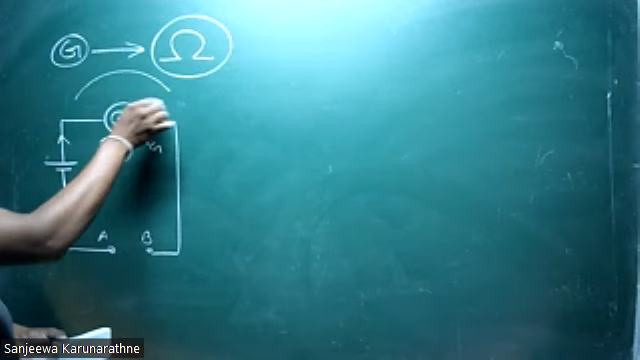 G → Ω
G
A B
Sanjeewa Karunarathne